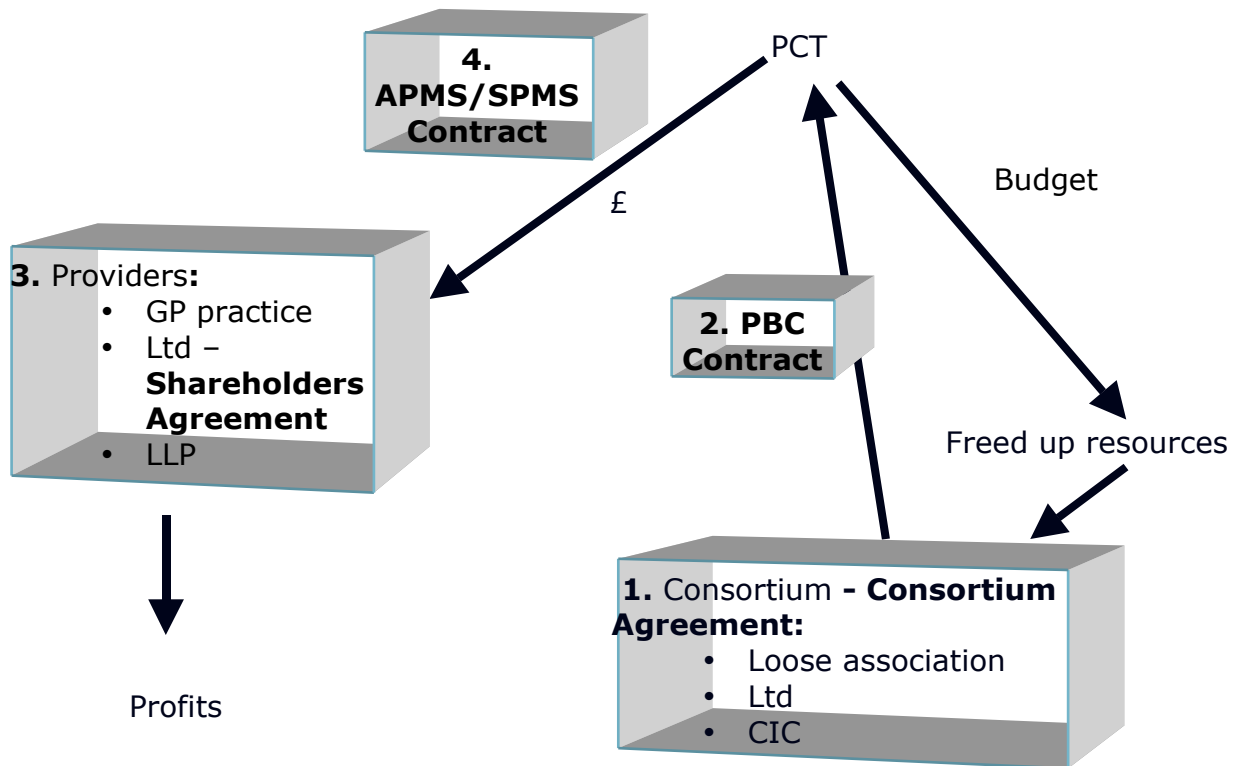 4.
APMS/SPMS
Contract
PCT
£
Budget
3. Providers:
• GP practice
• Ltd –
Shareholders
Agreement
• LLP
2. PBC
Contract
Freed up resources
1. Consortium - Consortium
Agreement:
• Loose association
• Ltd
• CIC
Profits